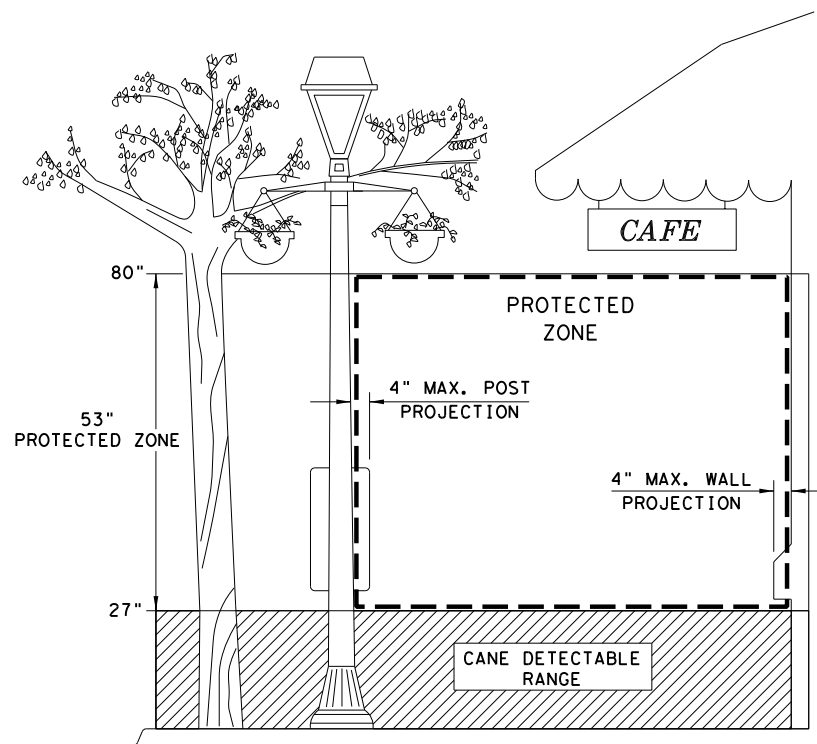 CAFE
80"
PROTECTED
ZONE
4" MAX. POST
PROJECTION
53"
PROTECTED ZONE
4" MAX. WALL
PROJECTION
27"
CANE DETECTABLE
RANGE